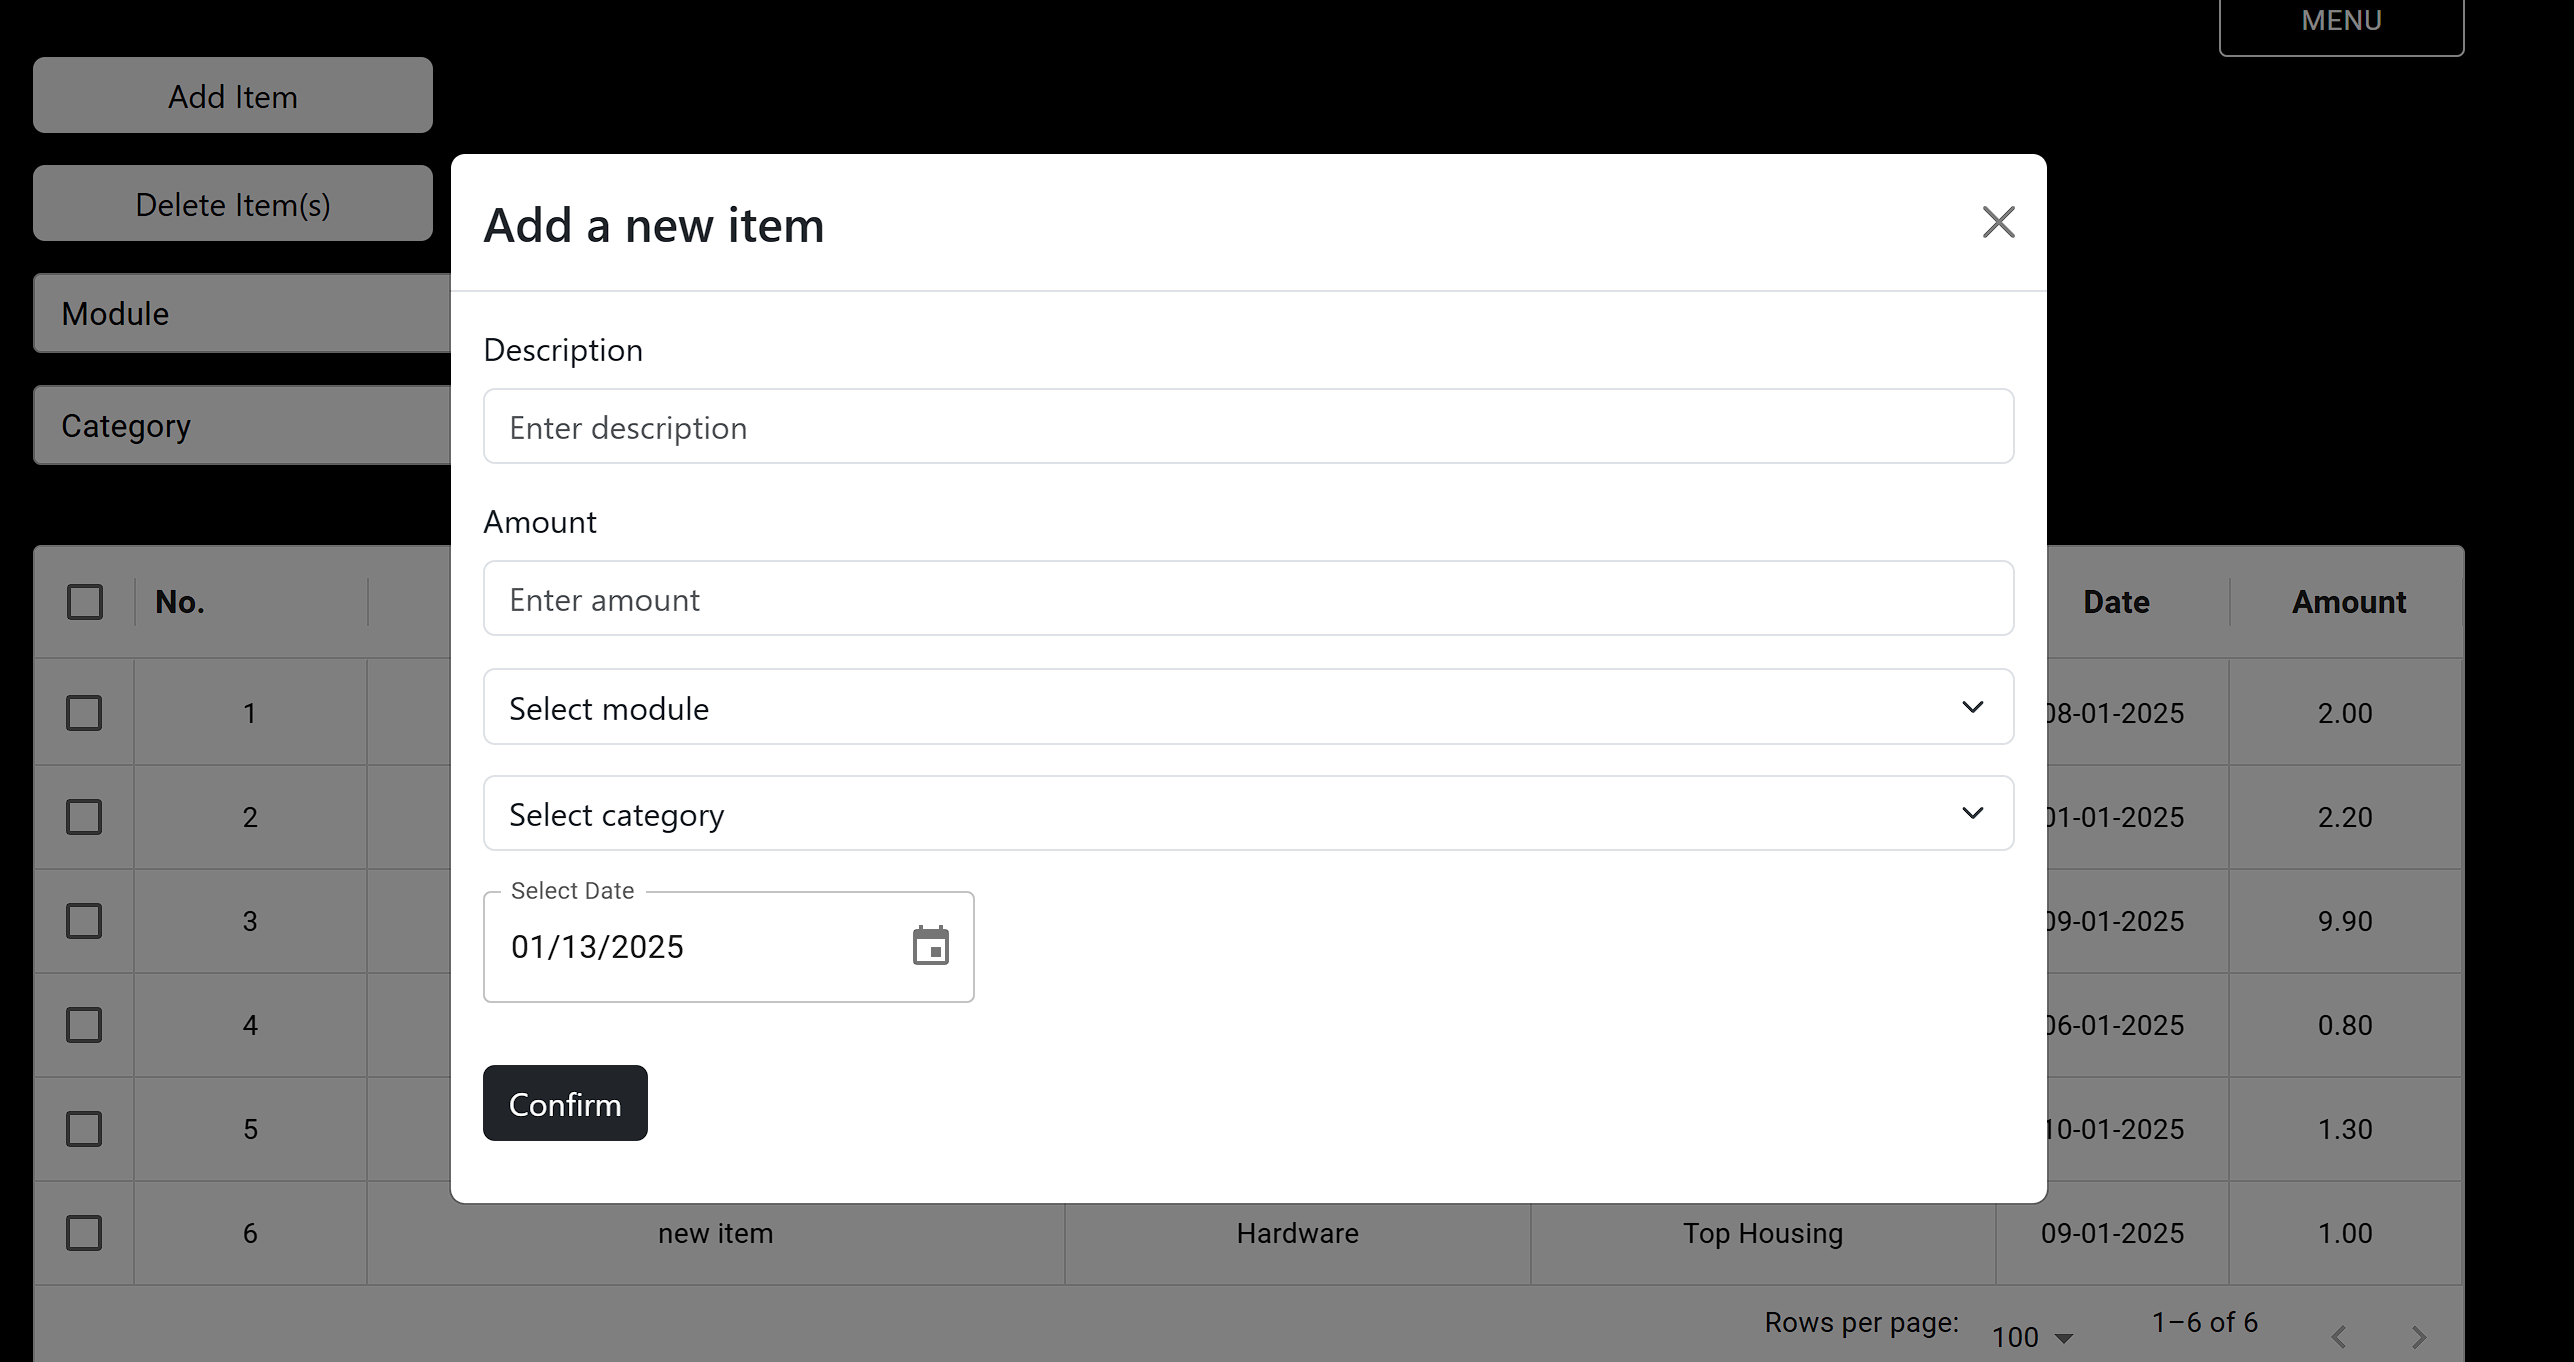 MENU
Add Item
Delete Item(s)
Module
Category
Add a new item
Description
Enter description
Amount
Enter amount
Select module
Select category
Select Date
01/13/2025
Confirm
No. Date Amount
1 08-01-2025 2.00
2 01-01-2025 2.20
3 09-01-2025 9.90
4 06-01-2025 0.80
5 10-01-2025 1.30
6 new item Hardware Top Housing 09-01-2025 1.00
Rows per page: 100 1–6 of 6